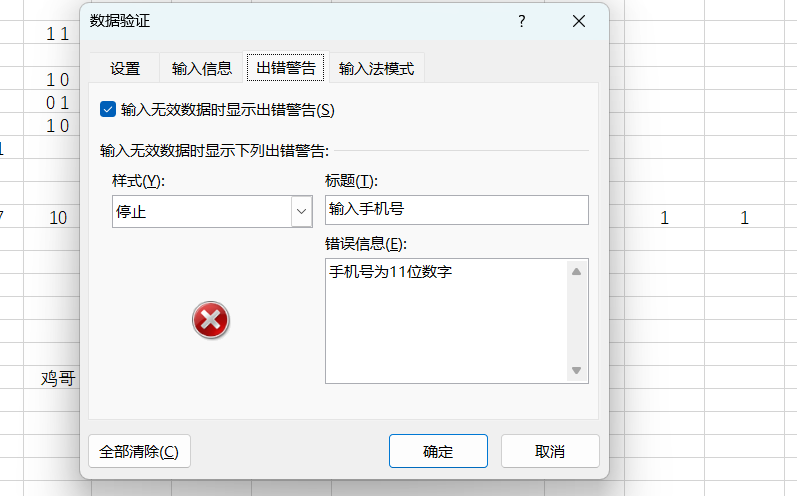 数据验证 ?
设置 输入信息 出错警告 输入法模式
输入无效数据时显示出错警告(S)
输入无效数据时显示下列出错警告:
样式(Y): 标题(T):
停止 输入手机号
错误信息(E):
手机号为11位数字
全部清除(C) 确定 取消
1 1
1 0
0 1
1 0
1
7 10 1 1
鸡哥